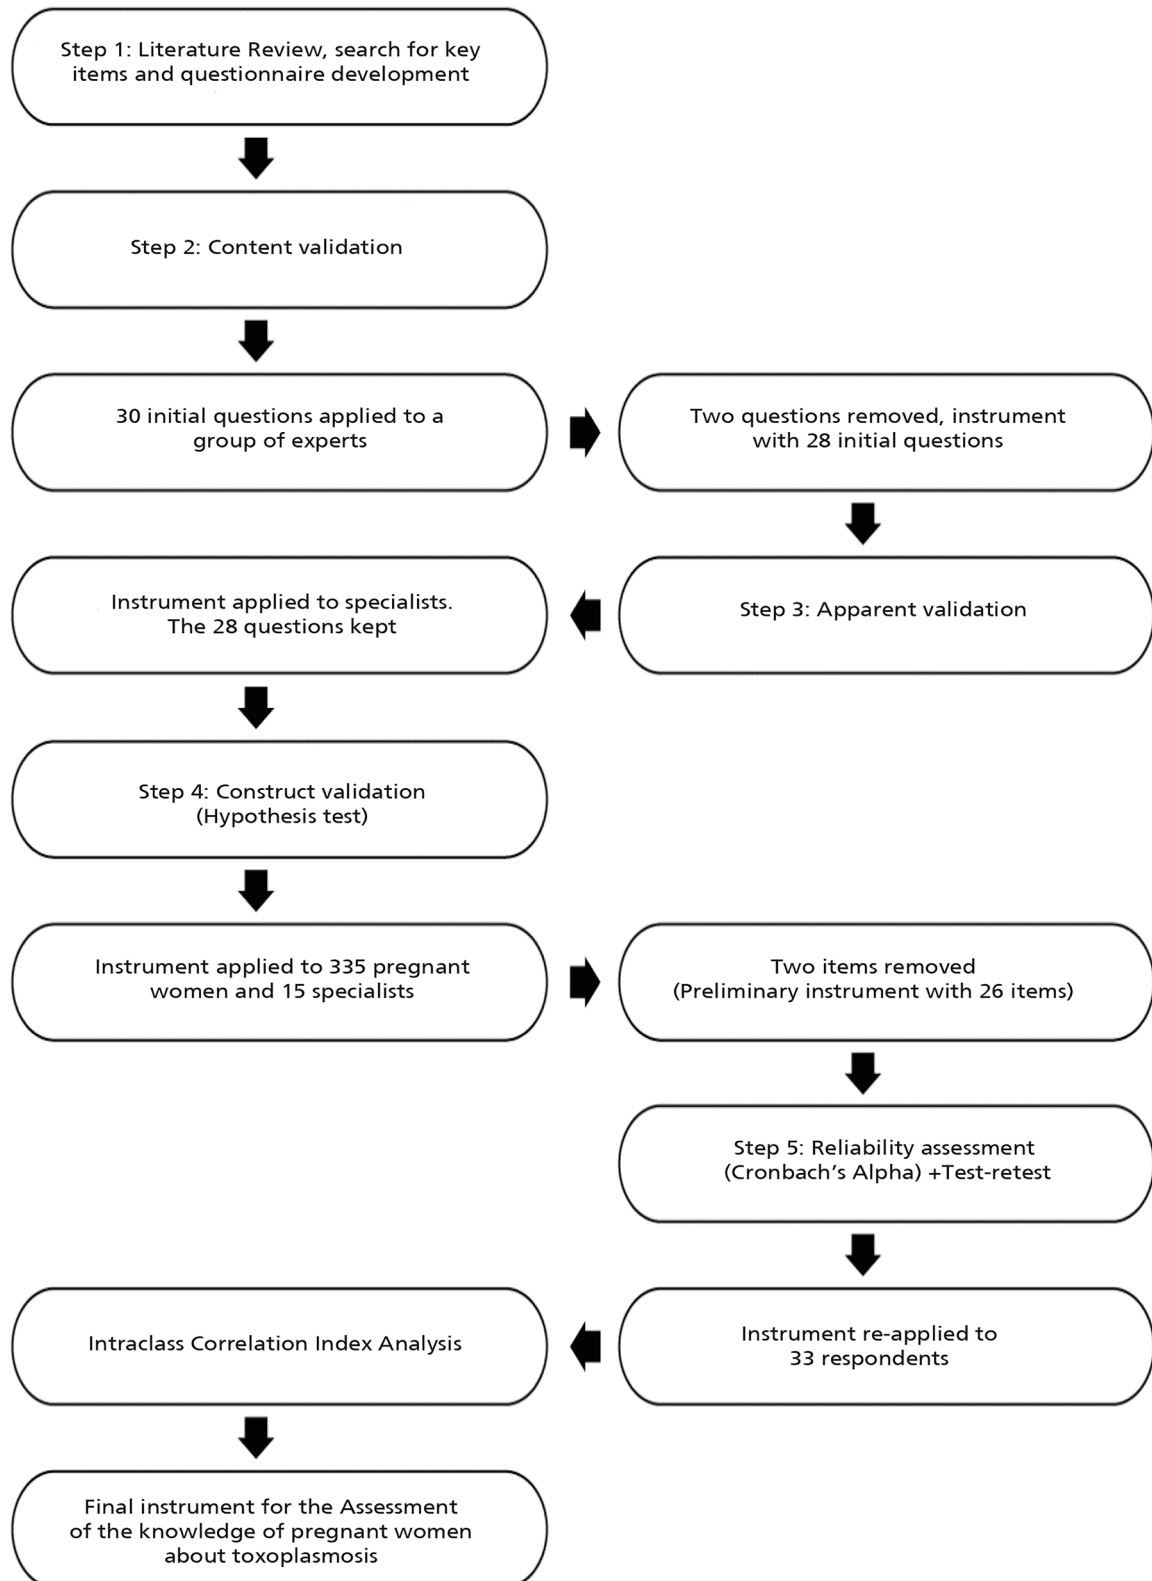 Step 1: Literature Review, search for key
items and questionnaire development
Step 2: Content validation
30 initial questions applied to a
group of experts
Two questions removed, instrument
with 28 initial questions
Step 3: Apparent validation
Instrument applied to specialists.
The 28 questions kept
Step 4: Construct validation
(Hypothesis test)
Instrument applied to 335 pregnant
women and 15 specialists
Two items removed
(Preliminary instrument with 26 items)
Step 5: Reliability assessment
(Cronbach’s Alpha) +Test-retest
Instrument re-applied to
33 respondents
Intraclass Correlation Index Analysis
Final instrument for the Assessment
of the knowledge of pregnant women
about toxoplasmosis